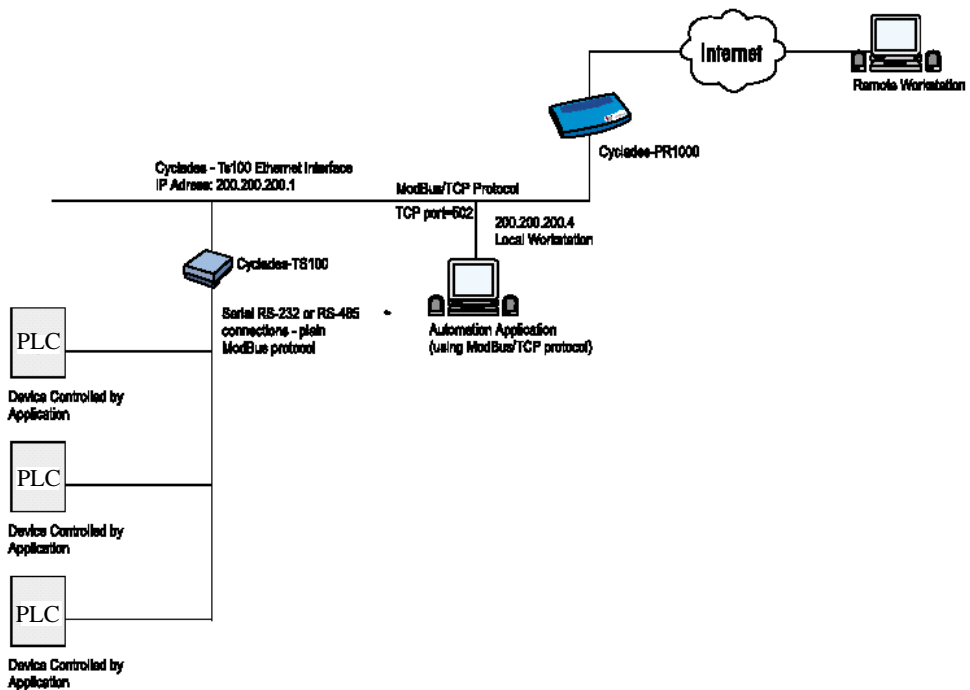 Internet
Remote Workstation
Cyclades-PR1000
Cyclades - Ts100 Ethernet Interface
IP Adress: 200.200.200.1
ModBus/TCP Protocol
TCP port=502
200.200.200.4
Local Workstation
Cyclades-TS100
Serial RS-232 or RS-485
connections - plain
ModBus protocol
Automation Application
(using ModBus/TCP protocol)
PLC
Device Controlled by
Application
PLC
Device Controlled by
Application
PLC
Device Controlled by
Application